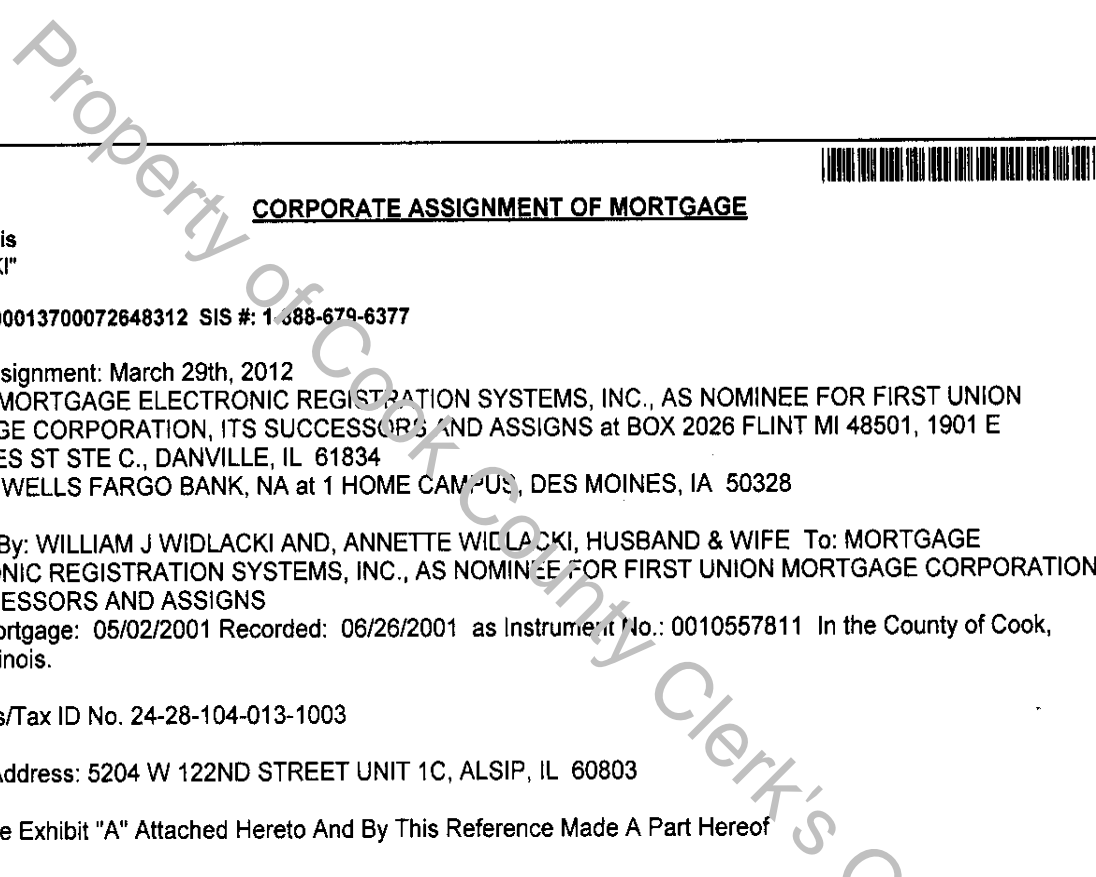 CORPORATE ASSIGNMENT OF MORTGAGE
is
KI"
00013700072648312 SIS #: 1-888-679-6377
signment: March 29th, 2012
MORTGAGE ELECTRONIC REGISTRATION SYSTEMS, INC., AS NOMINEE FOR FIRST UNION
GE CORPORATION, ITS SUCCESSORS AND ASSIGNS at BOX 2026 FLINT MI 48501, 1901 E
ES ST STE C., DANVILLE, IL 61834
WELLS FARGO BANK, NA at 1 HOME CAMPUS, DES MOINES, IA 50328
By: WILLIAM J WIDLACKI AND, ANNETTE WIDLACKI, HUSBAND & WIFE To: MORTGAGE
ONIC REGISTRATION SYSTEMS, INC., AS NOMINEE FOR FIRST UNION MORTGAGE CORPORATION
ESSORS AND ASSIGNS
ortgage: 05/02/2001 Recorded: 06/26/2001 as Instrument No.: 0010557811 In the County of Cook,
inois.
s/Tax ID No. 24-28-104-013-1003
Address: 5204 W 122ND STREET UNIT 1C, ALSIP, IL 60803
e Exhibit "A" Attached Hereto And By This Reference Made A Part Hereof
Property of Cook County Clerk's